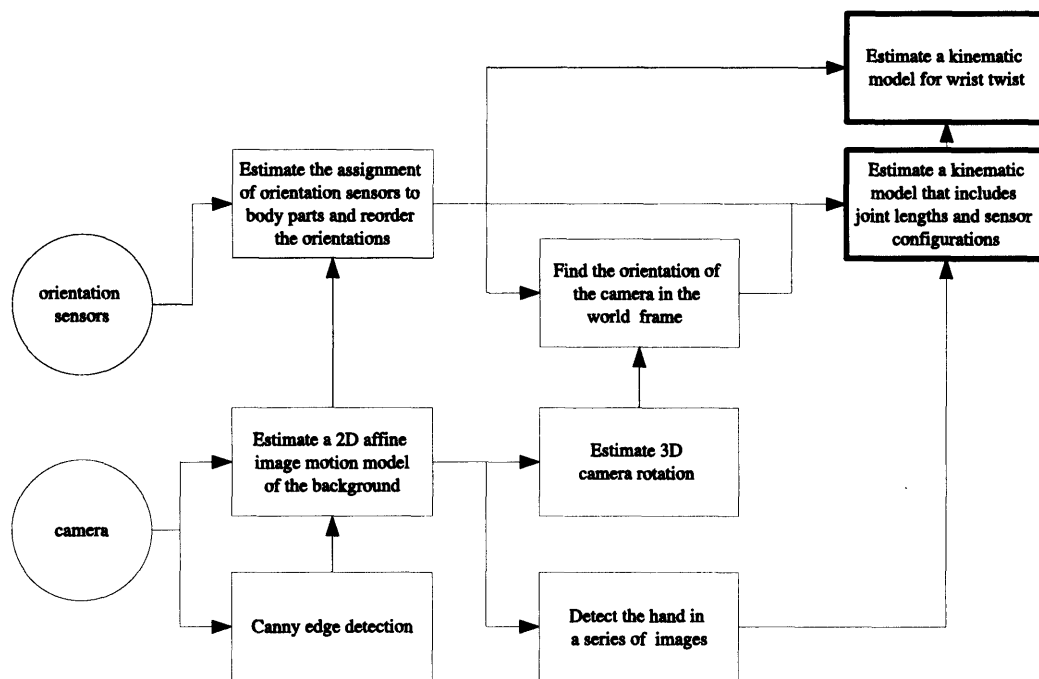 Estimate a kinematic
model for wrist twist
Estimate the assignment
of orientation sensors to
body parts and reorder
the orientations
Estimate a kinematic
model that includes
joint lengths and sensor
configurations
orientation
sensors
Find the orientation of
the camera in the
world frame
Estimate a 2D affine
image motion model
of the background
Estimate 3D
camera rotation
camera
Canny edge detection
Detect the hand in
a series of images